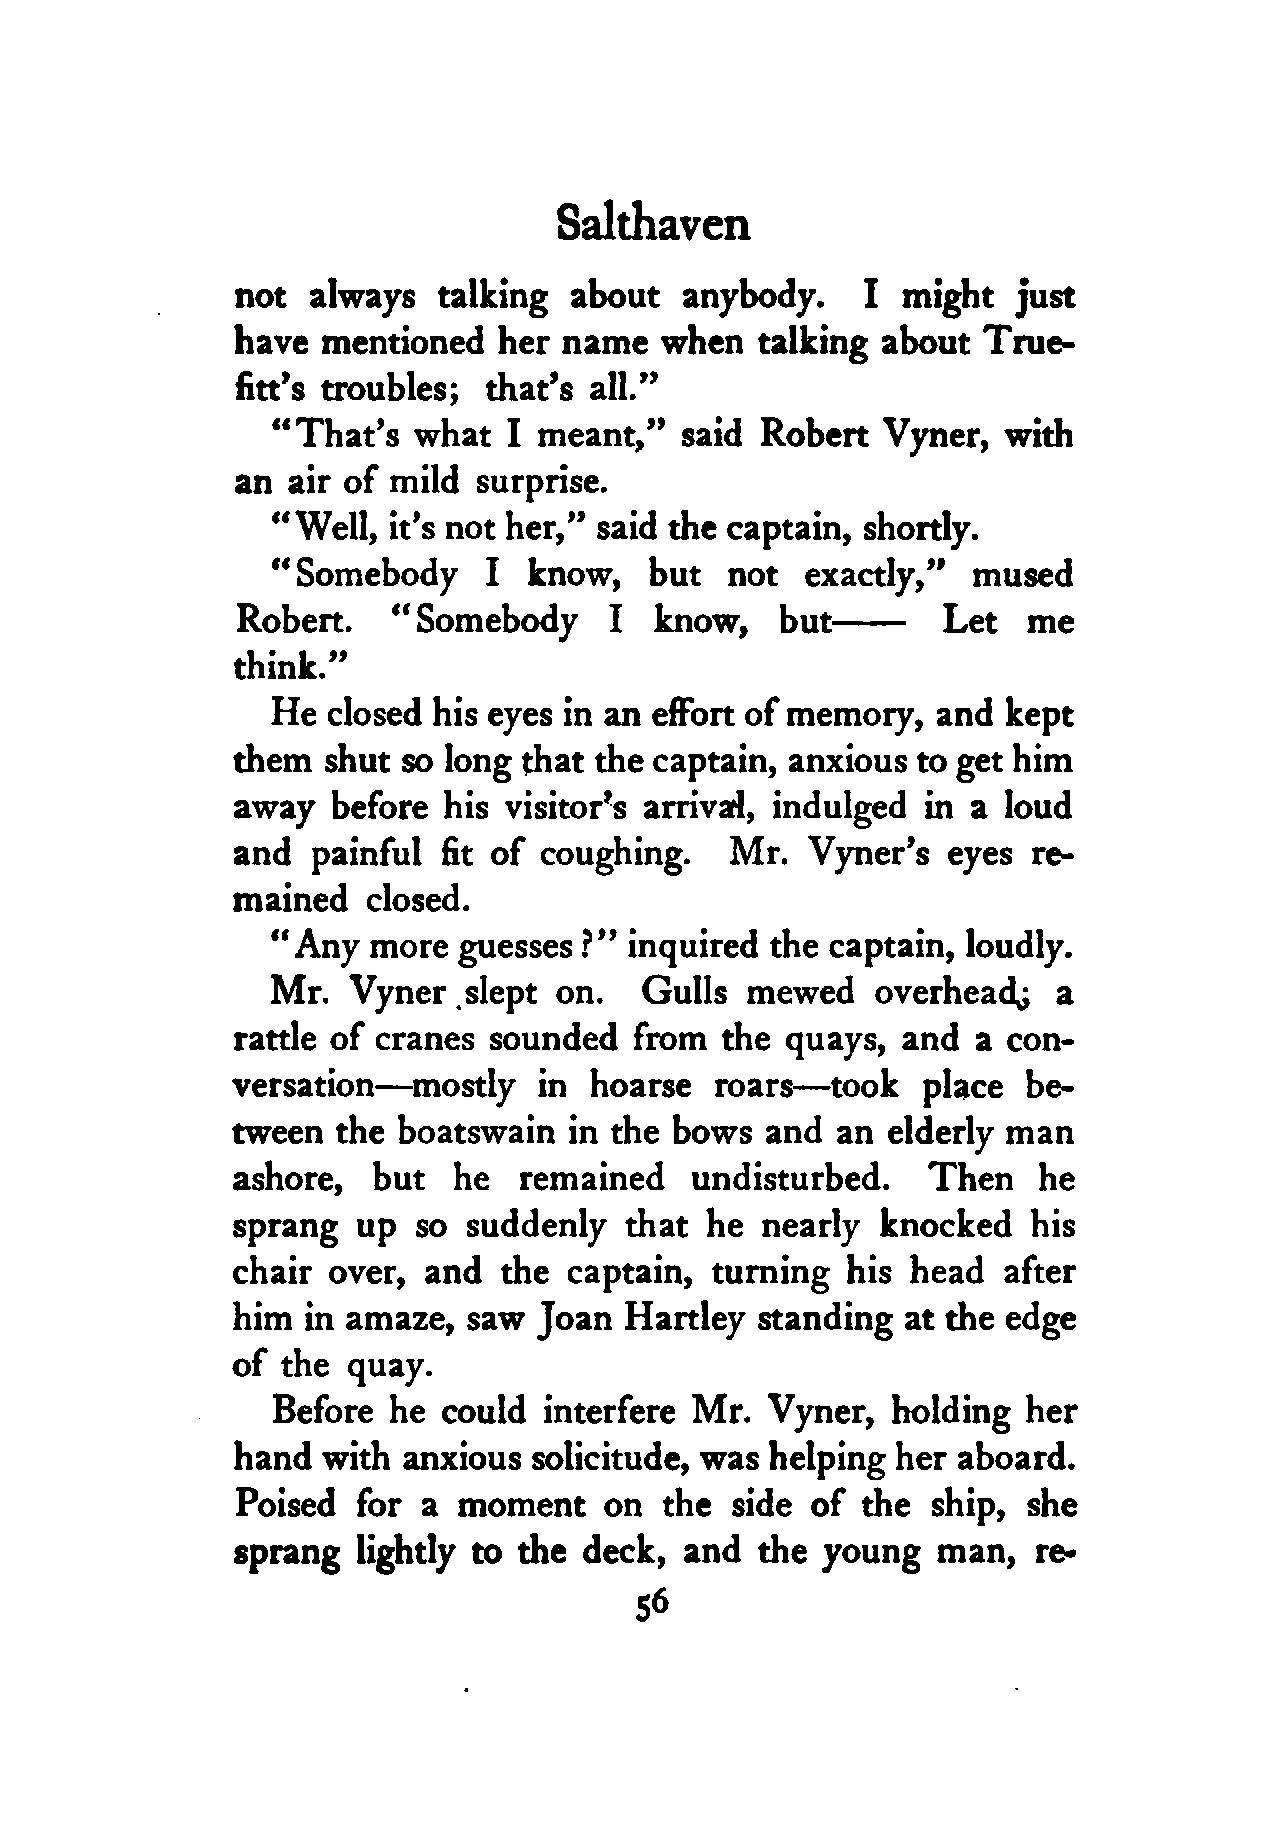 Salthaven
not always talking about anybody. I might just
have mentioned her name when talking about True-
fitt's troubles; that's all."
"That's what I meant," said Robert Vyner, with
an air of mild surprise.
"Well, it's not her," said the captain, shortly.
"Somebody I know, but not exactly," mused
Robert. "Somebody I know, but—— Let me
think."
He closed his eyes in an effort of memory, and kept
them shut so long that the captain, anxious to get him
away before his visitor's arrival, indulged in a loud
and painful fit of coughing. Mr. Vyner's eyes re-
mained closed.
"Any more guesses?" inquired the captain, loudly.
Mr. Vyner slept on. Gulls mewed overhead; a
rattle of cranes sounded from the quays, and a con-
versation—mostly in hoarse roars—took place be-
tween the boatswain in the bows and an elderly man
ashore, but he remained undisturbed. Then he
sprang up so suddenly that he nearly knocked his
chair over, and the captain, turning his head after
him in amaze, saw Joan Hartley standing at the edge
of the quay.
Before he could interfere Mr. Vyner, holding her
hand with anxious solicitude, was helping her aboard.
Poised for a moment on the side of the ship, she
sprang lightly to the deck, and the young man, re-
56